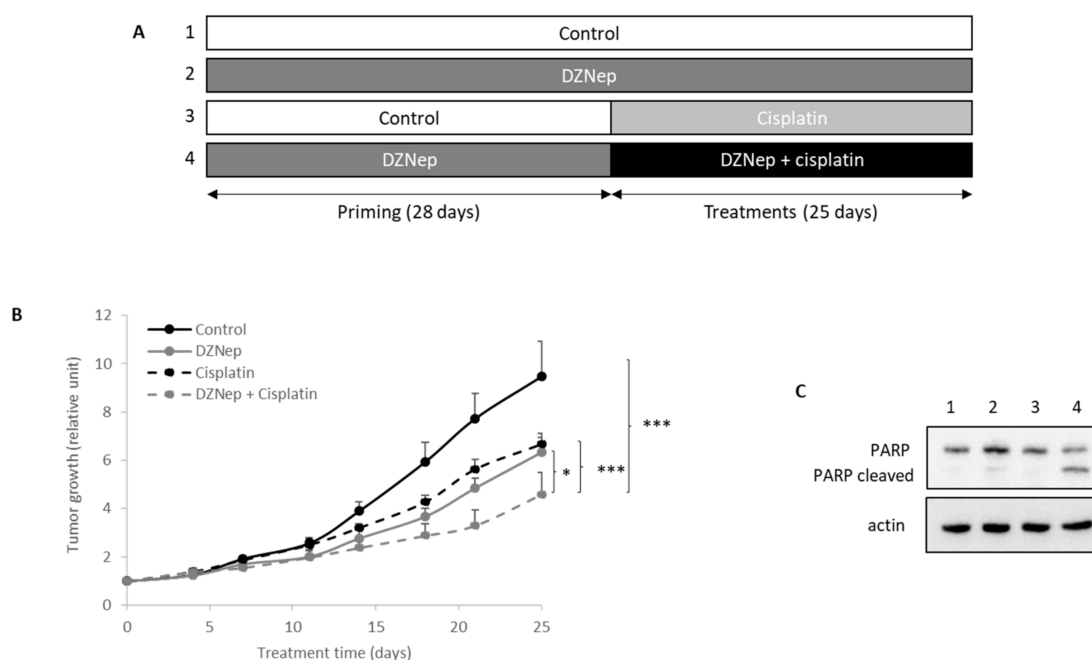 A
1 Control
2 DZNep
3 Control Cisplatin
4 DZNep DZNep + cisplatin
Priming (28 days) Treatments (25 days)
B
Tumor growth (relative unit)
12
10
8
6
4
2
0
Control
DZNep
Cisplatin
DZNep + Cisplatin
***
***
*
0 5 10 15 20 25
Treatment time (days)
C
1 2 3 4
PARP
PARP cleaved
actin